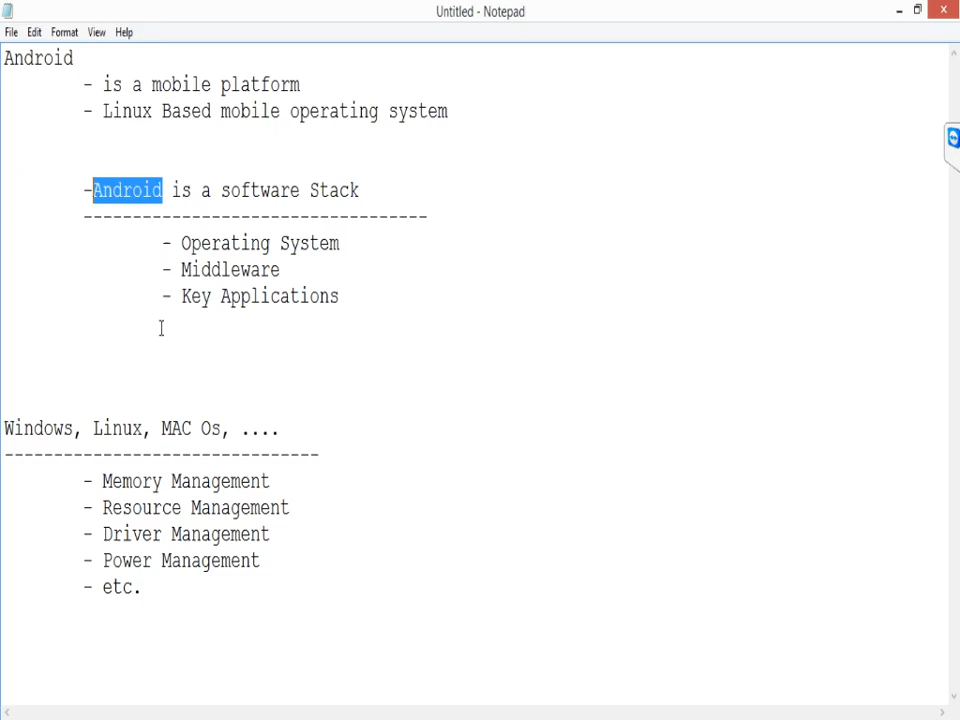 Untitled - Notepad
File Edit Format View Help
Android
- is a mobile platform
- Linux Based mobile operating system
-Android is a software Stack
-----------------------------------
- Operating System
- Middleware
- Key Applications
Windows, Linux, MAC Os, ....
--------------------------------
- Memory Management
- Resource Management
- Driver Management
- Power Management
- etc.